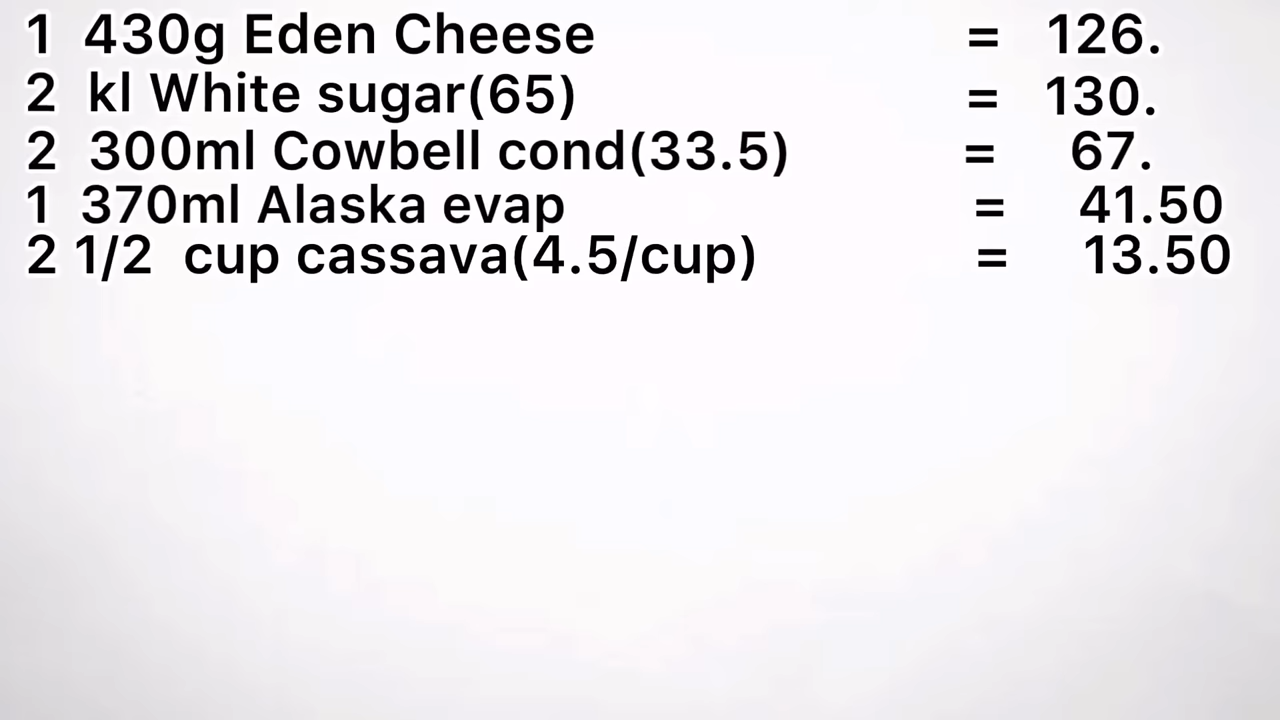 1 430g Eden Cheese = 126.
2 kl White sugar(65) = 130.
2 300ml Cowbell cond(33.5) = 67.
1 370ml Alaska evap = 41.50
2 1/2 cup cassava(4.5/cup) = 13.50